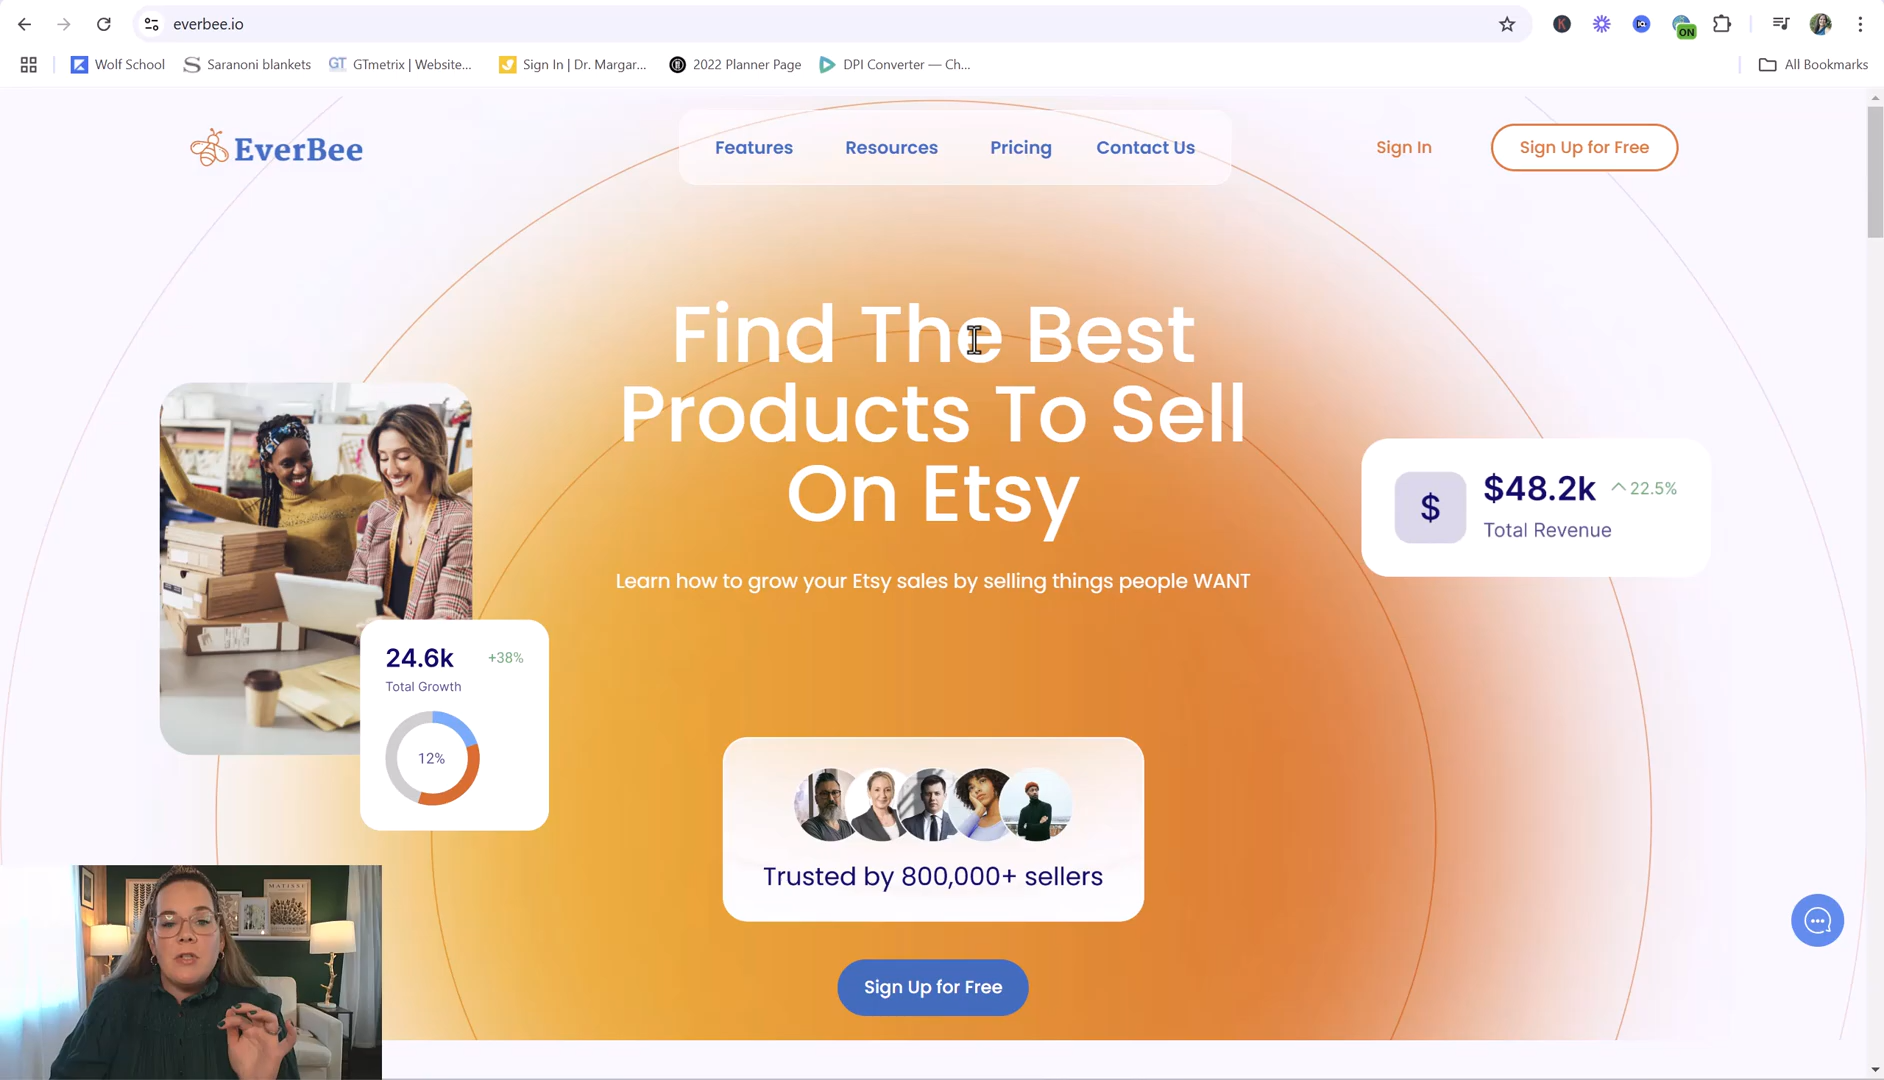 everbee.io
ON
Wolf School
Saranoni blankets
GT
GTmetrix | Website...
Sign In | Dr. Margar...
2022 Planner Page
DPI Converter — Ch...
All Bookmarks
EverBee
Features
Resources
Pricing
Contact Us
Sign In
Sign Up for Free
Find The Best
Products To Sell
On Etsy
Learn how to grow your Etsy sales by selling things people WANT
$
$48.2k
22.5%
Total Revenue
24.6k
+38%
Total Growth
12%
Trusted by 800,000+ sellers
Sign Up for Free
MATISSE